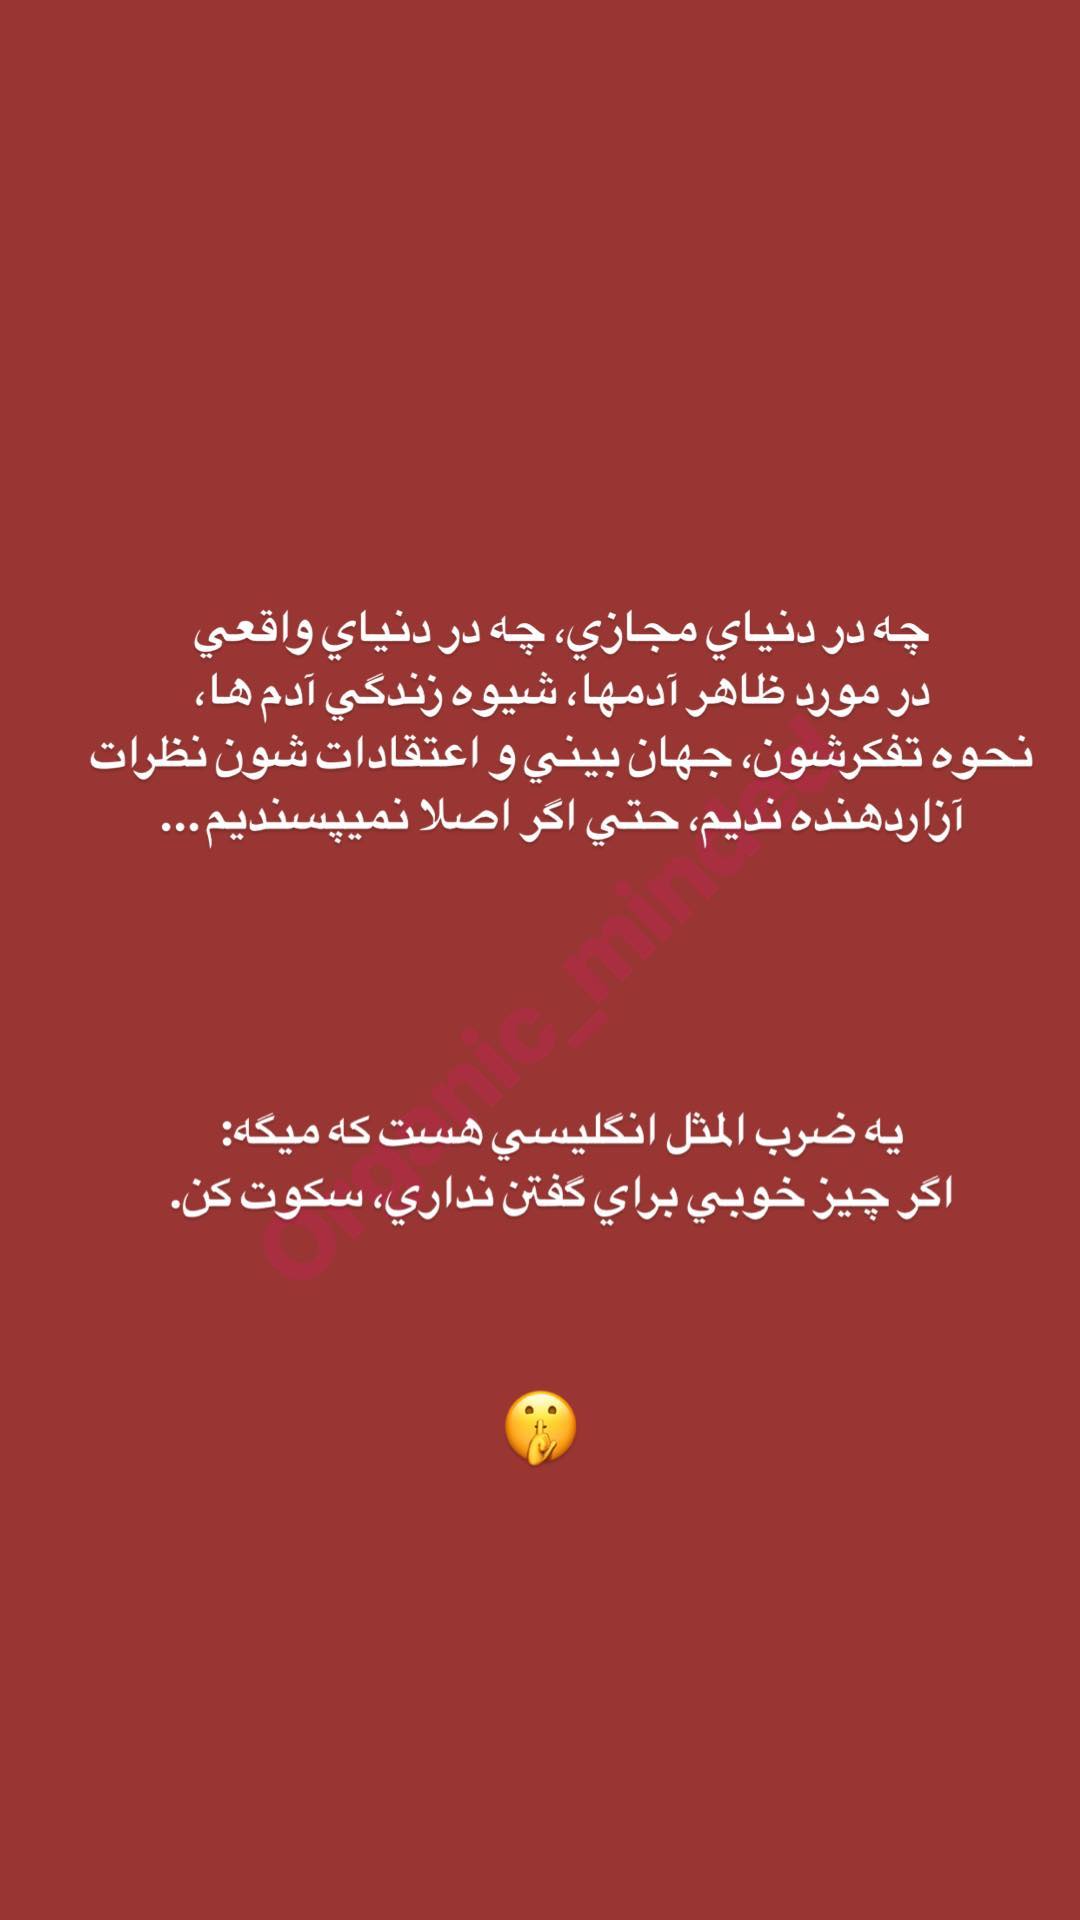 چه در دنياي مجازي، چه در دنياي واقعي
در مورد ظاهر آدمها، شيوه زندگي آدم ها،
نحوه تفكرشون، جهان بيني و اعتقادات شون نظرات
آزاردهنده نديم، حتي اگر اصلا نميپسنديم ...
Organic_minded
يه ضرب المثل انگليسي هست كه ميگه:
اگر چيز خوبي براي گفتن نداري، سكوت كن.